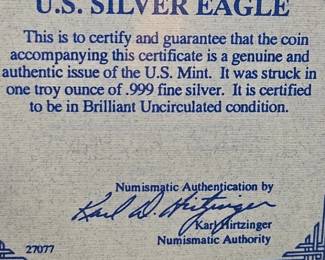 U.S. SILVER EAGLE
This is to certify and guarantee that the coin
accompanying this certificate is a genuine and
authentic issue of the U.S. Mint. It was struck in
one troy ounce of .999 fine silver. It is certified
to be in Brilliant Uncirculated condition.
Numismatic Authentication by
Karl D. Hirtzinger
Karl Hirtzinger
Numismatic Authority
27077